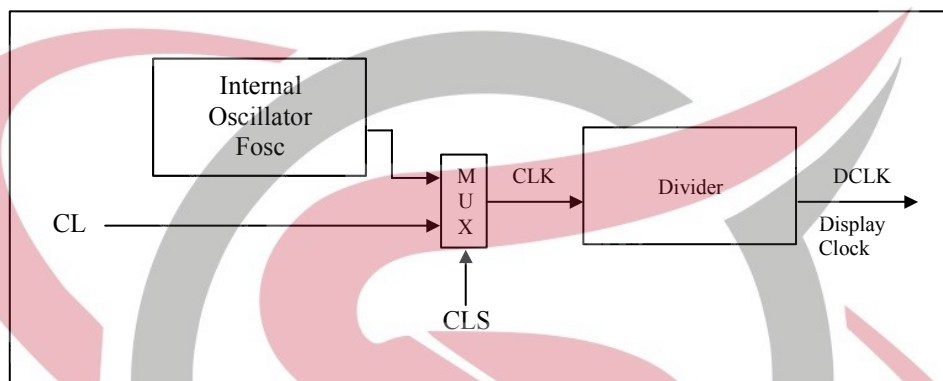 Internal
Oscillator
Fosc
M
U
X
CLK
Divider
DCLK
CL
Display
Clock
CLS